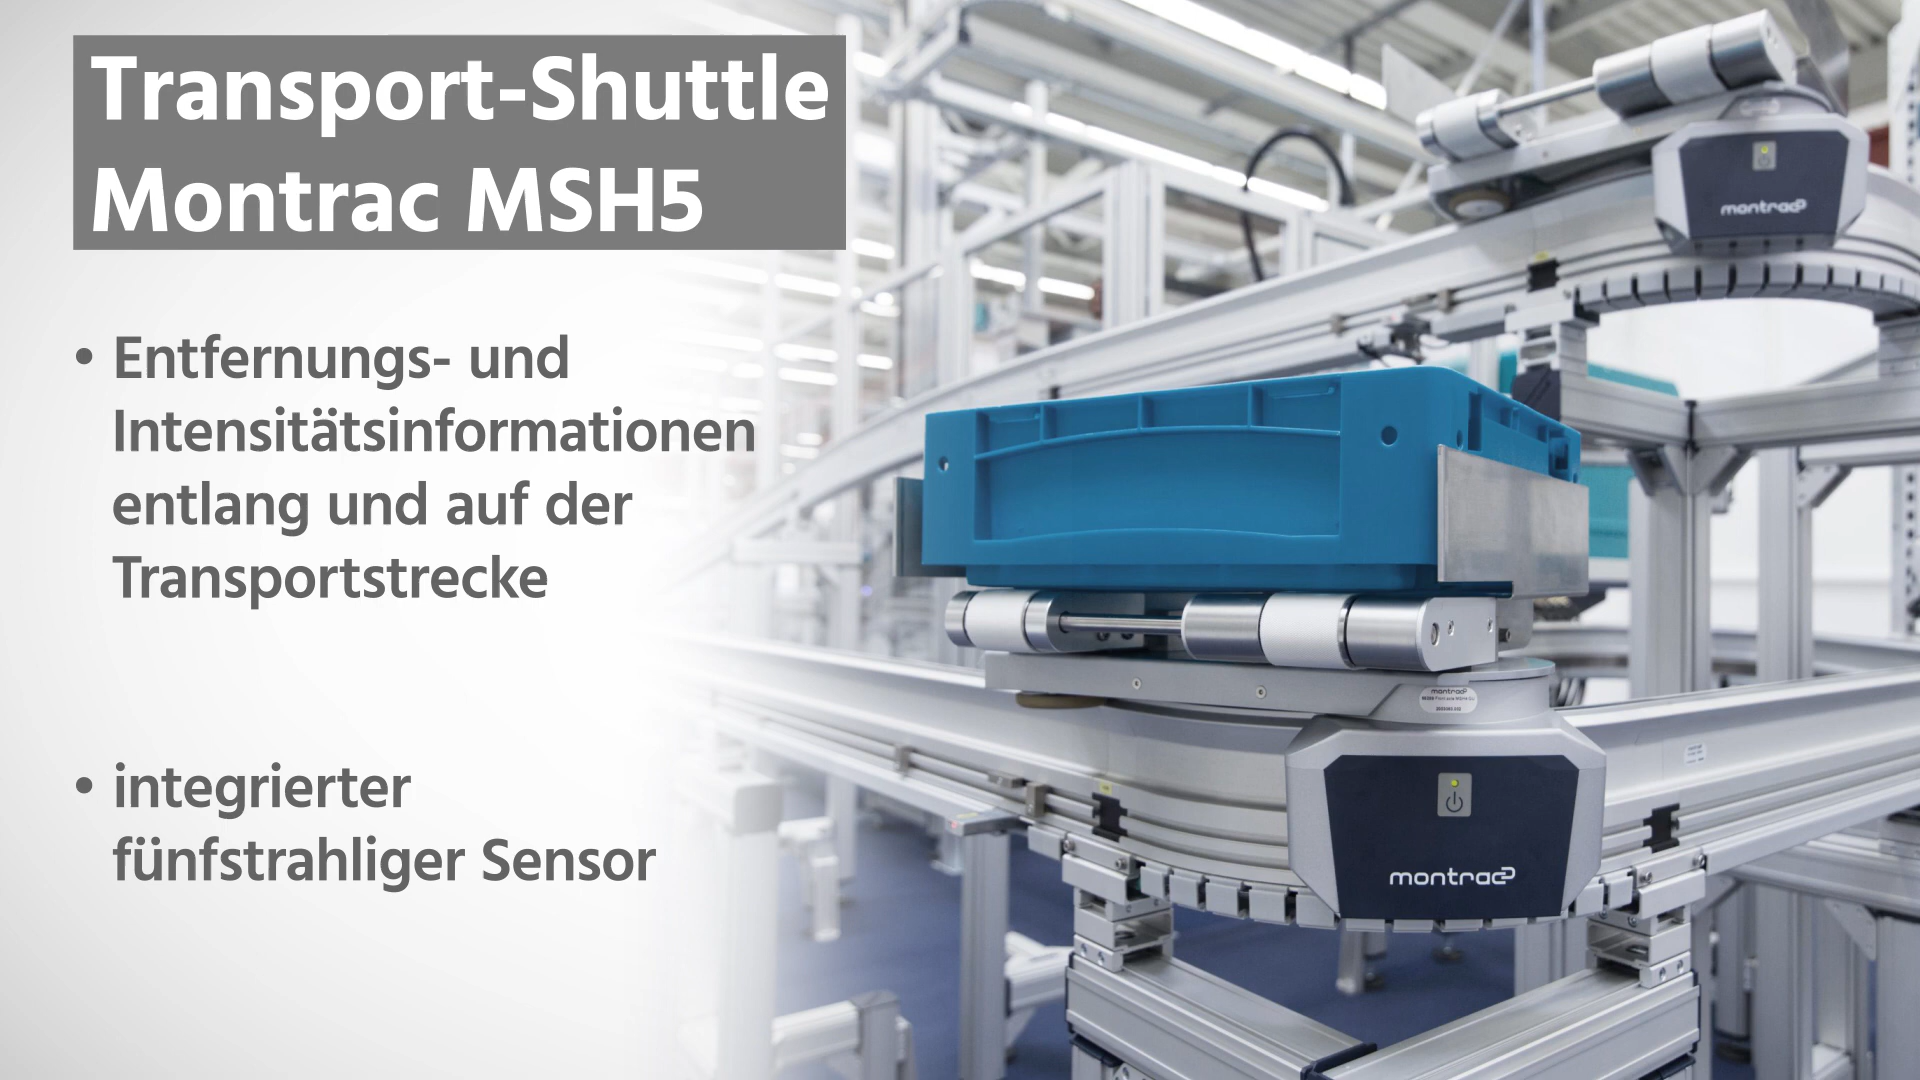 Transport-Shuttle
Montrac MSH5
• Entfernungs- und
Intensitätsinformationen
entlang und auf der
Transportstrecke
• integrierter
fünfstrahliger Sensor
montrac
montrac
montrac